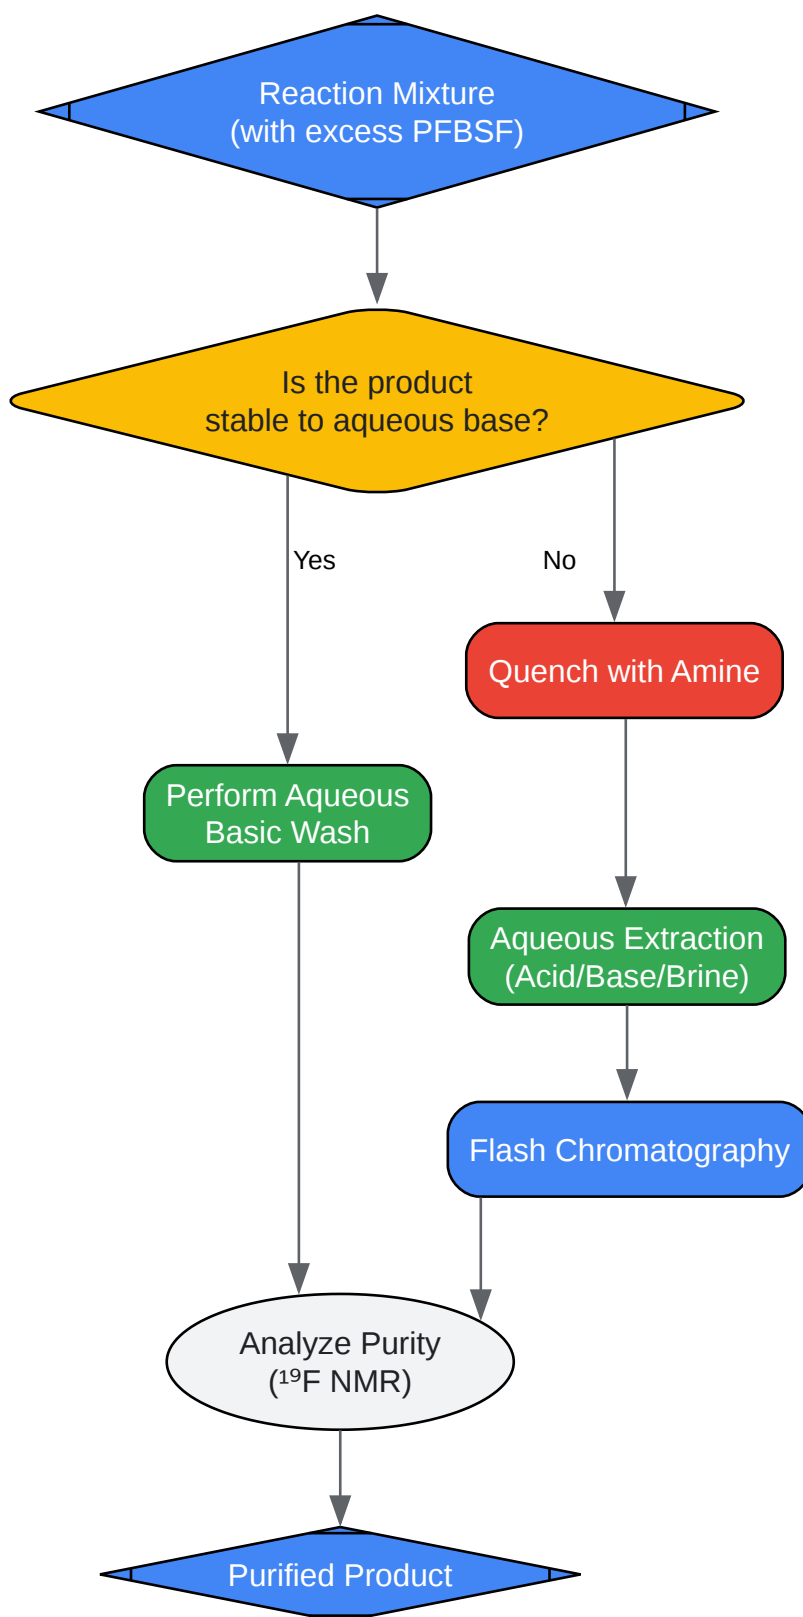 Reaction Mixture
(with excess PFBSF)
Is the product
stable to aqueous base?
Yes
No
Quench with Amine
Perform Aqueous
Basic Wash
Aqueous Extraction
(Acid/Base/Brine)
Flash Chromatography
Analyze Purity
(¹⁹F NMR)
Purified Product